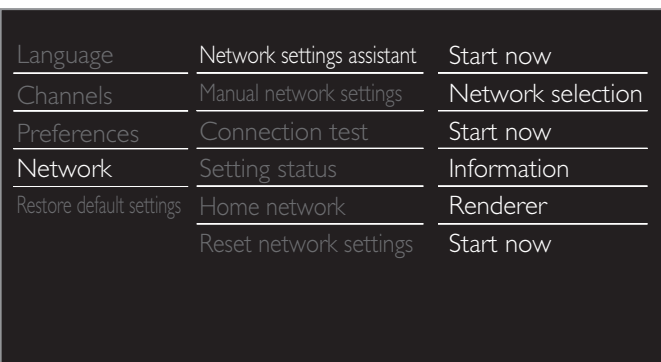 Language Network settings assistant Start now
Channels Manual network settings Network selection
Preferences Connection test Start now
Network Setting status Information
Restore default settings Home network Renderer
Reset network settings Start now